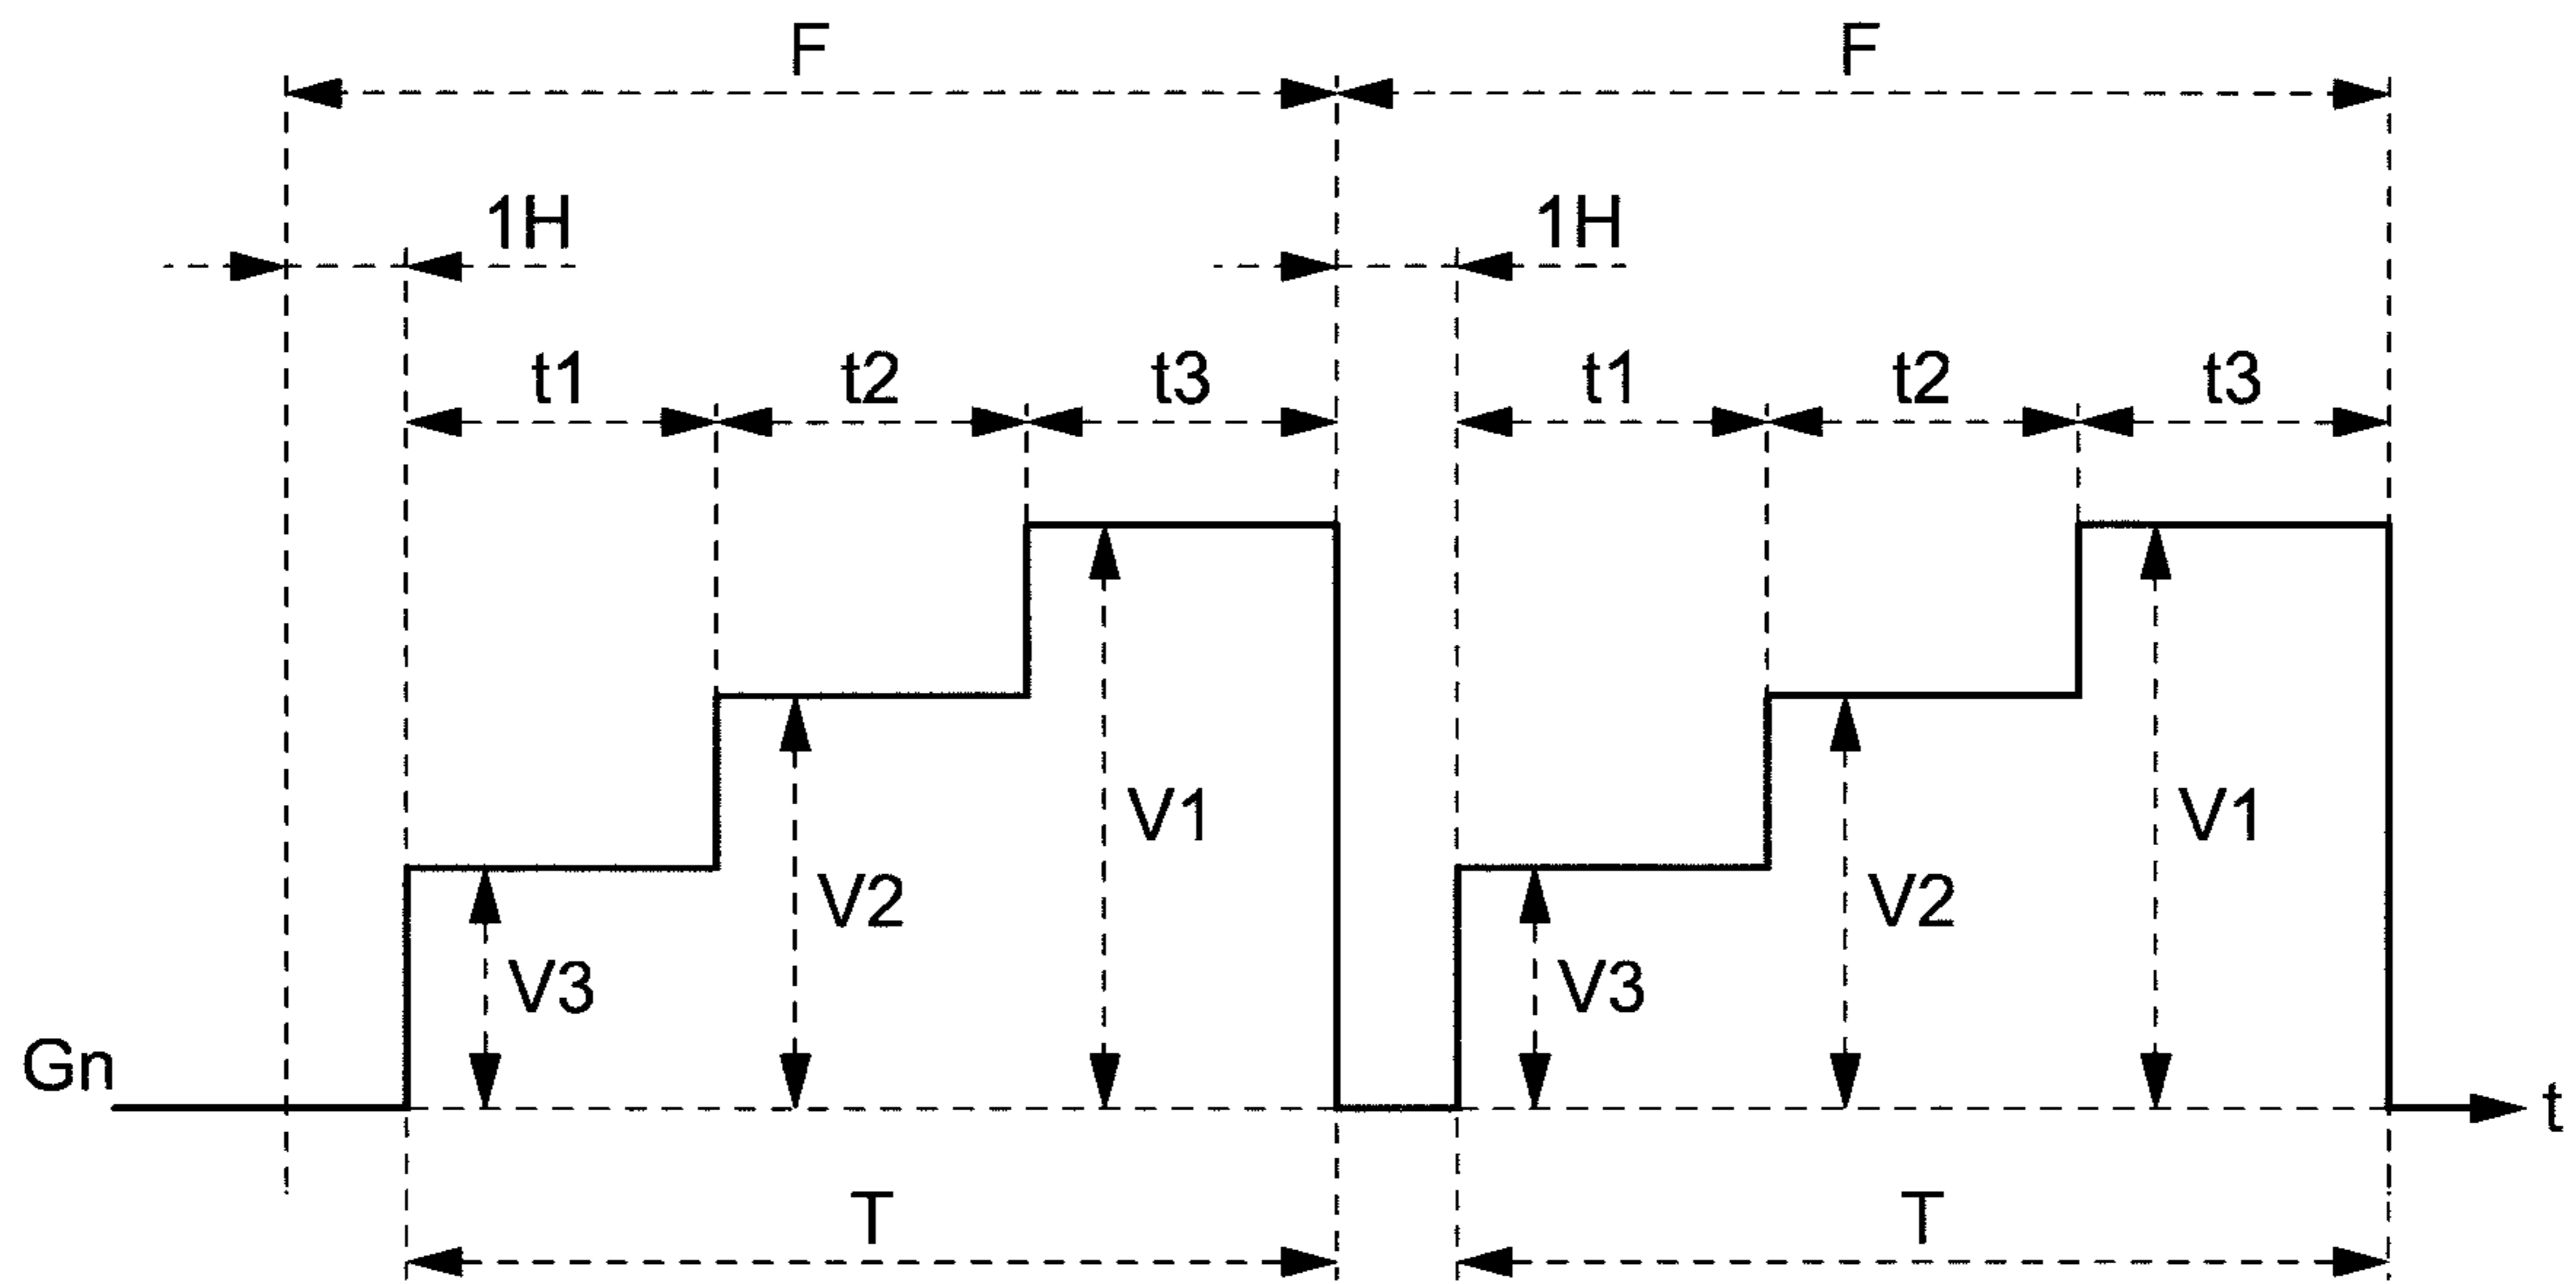 F F
1H 1H
t1 t2 t3 t1 t2 t3
V1 V1
V2 V2
V3 V3
Gn
t
T T